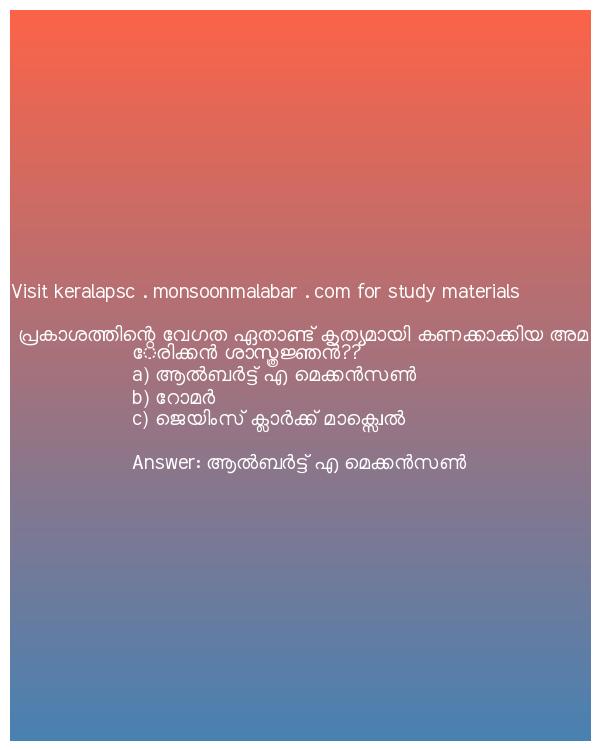 Visit keralapsc . monsoonmalabar . com for study materials
പ്രകാശത്തിന്റെ വേഗത ഏതാണ്ട് കൃത്യമായി കണക്കാക്കിയ അമ
േരിക്കൻ ശാസ്ത്രജ്ഞൻ??
a) ആൽബർട്ട് എ മെക്കൻസൺ
b) റോമർ
c) ജെയിംസ് ക്ലാർക്ക് മാക്സ്വെൽ
Answer: ആൽബർട്ട് എ മെക്കൻസൺ